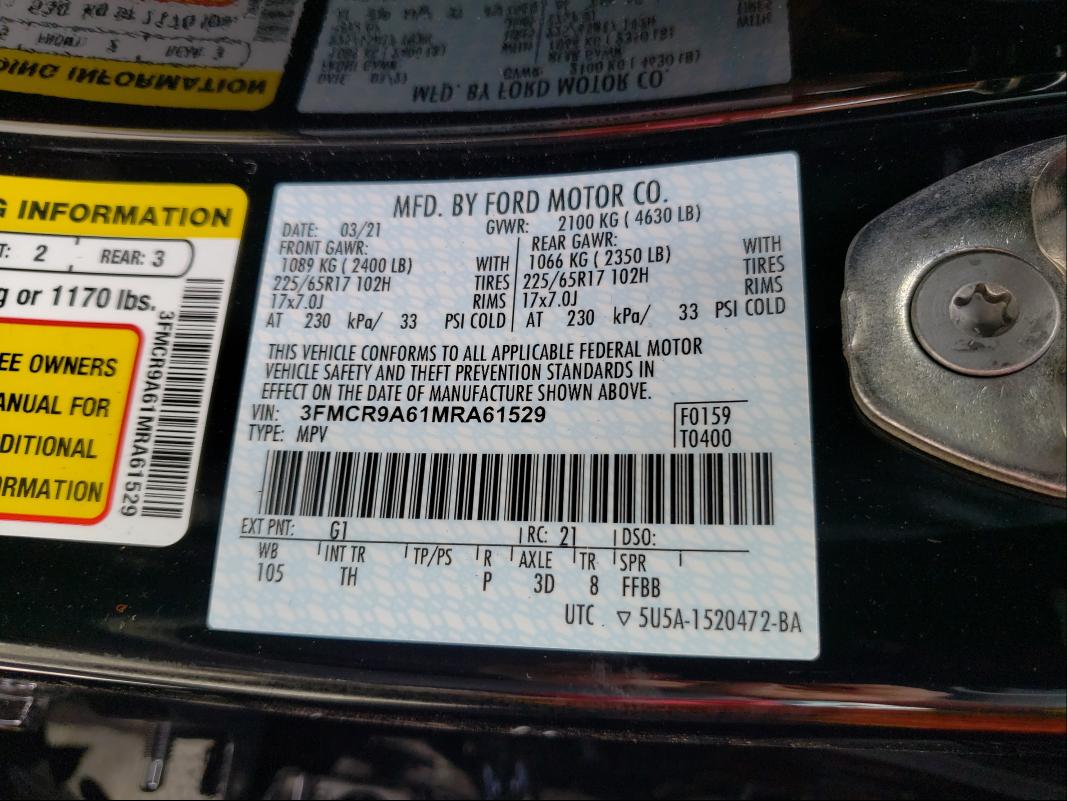 MFD. BY FORD MOTOR CO.
DATE: 03/21 GVWR: 2100 KG ( 4630 LB)
FRONT GAWR: REAR GAWR: WITH
1089 KG ( 2400 LB) WITH 1066 KG ( 2350 LB) TIRES
225/65R17 102H TIRES 225/65R17 102H RIMS
17x7.0J RIMS 17x7.0J
AT 230 kPa/ 33 PSI COLD AT 230 kPa/ 33 PSI COLD
THIS VEHICLE CONFORMS TO ALL APPLICABLE FEDERAL MOTOR
VEHICLE SAFETY AND THEFT PREVENTION STANDARDS IN
EFFECT ON THE DATE OF MANUFACTURE SHOWN ABOVE.
VIN: 3FMCR9A61MRA61529 F0159
TYPE: MPV T0400
EXT PNT: G1 RC: 21 DSO:
WB INT TR TP/PS R AXLE TR SPR
105 TH P 3D 8 FFBB
UTC ▽ 5U5A-1520472-BA
G INFORMATION
T: 2 REAR: 3
g or 1170 lbs.
EE OWNERS
ANUAL FOR
DITIONAL
ORMATION
3FMCR9A61MRA61529